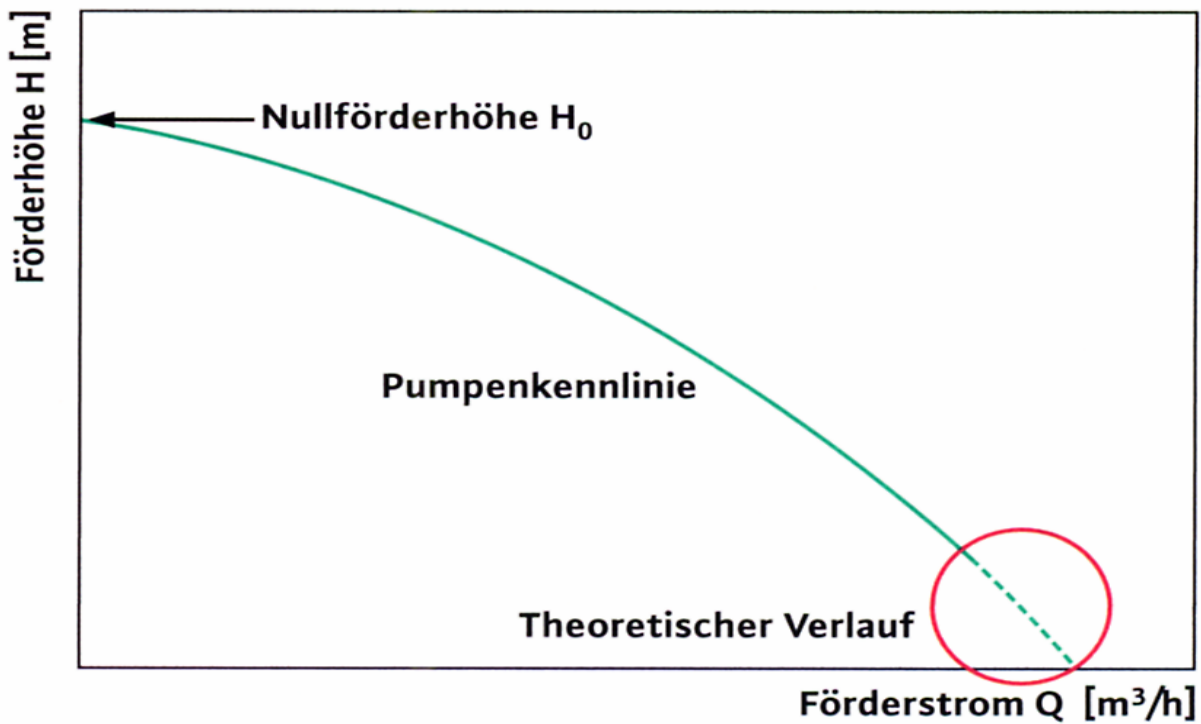 Förderhöhe H [m]
Nullförderhöhe H₀
Pumpenkennlinie
Theoretischer Verlauf
Förderstrom Q [m³/h]